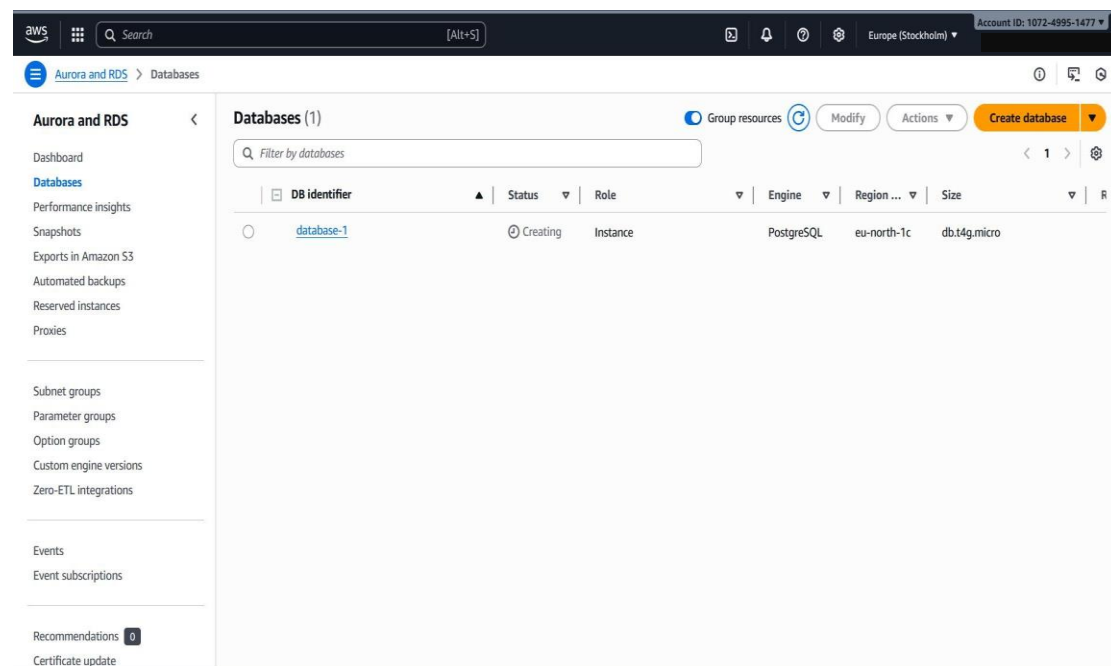 aws Search [Alt+S] Europe (Stockholm) Account ID: 1072-4995-1477
Aurora and RDS > Databases
Aurora and RDS
Dashboard
Databases
Performance insights
Snapshots
Exports in Amazon S3
Automated backups
Reserved instances
Proxies
Subnet groups
Parameter groups
Option groups
Custom engine versions
Zero-ETL integrations
Events
Event subscriptions
Recommendations 0
Certificate update
Databases (1) Group resources Modify Actions Create database
Filter by databases 1
DB identifier Status Role Engine Region ... Size R
database-1 Creating Instance PostgreSQL eu-north-1c db.t4g.micro